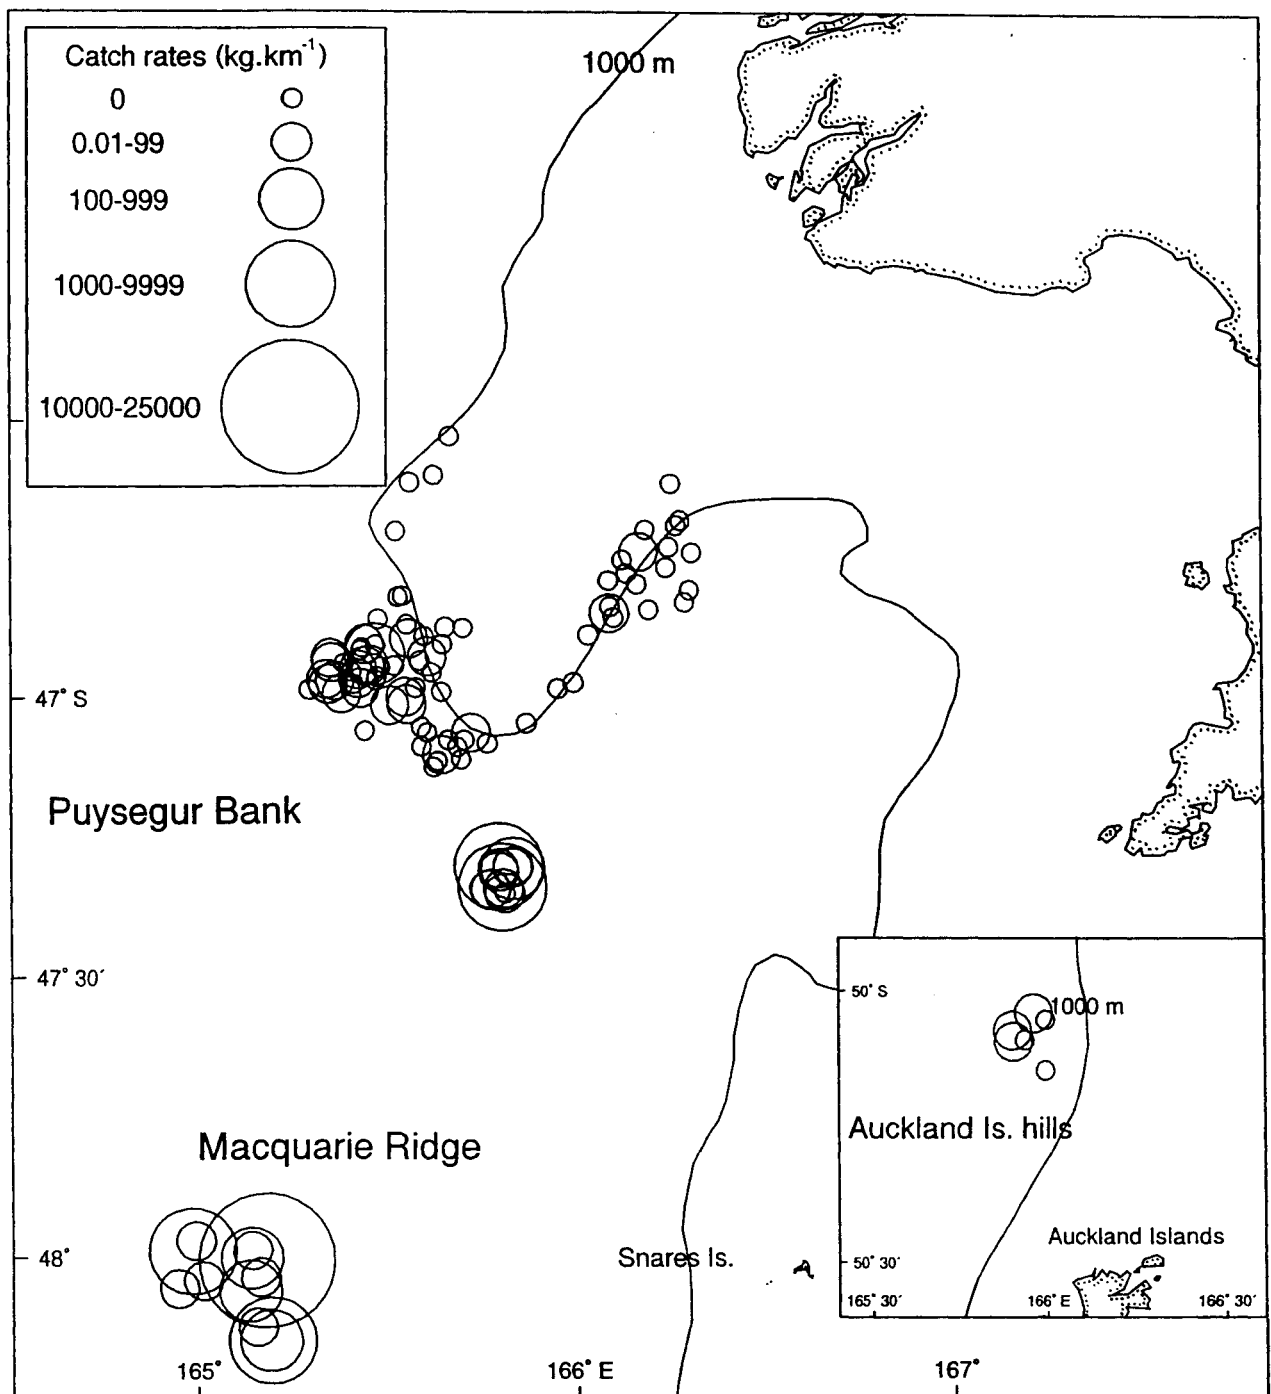 Catch rates (kg.km-1)
0
0.01-99
100-999
1000-9999
10000-25000
1000 m
47° S
Puysegur Bank
47° 30´
Macquarie Ridge
48°
Snares Is.
165°
166° E
167°
50° S
1000 m
Auckland Is. hills
Auckland Islands
50° 30´
165° 30´
166° E
166° 30´